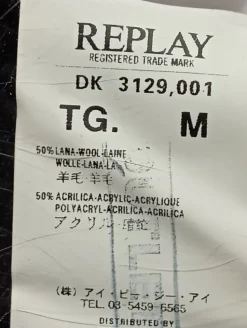 REPLAY
REGISTERED TRADE MARK
DK 3129,001
TG. M
50% LANA-WOOL-LAINE
WOLLE-LANA-LA
羊毛 羊毛
50% ACRILICA-ACRYLIC-ACRYLIQUE
POLYACRYL-ACRILICA-ACRILICA
アクリル
(株) アイ・ピー・ジー・アイ
TEL 03-5459-6565
DISTRIBUTED BY